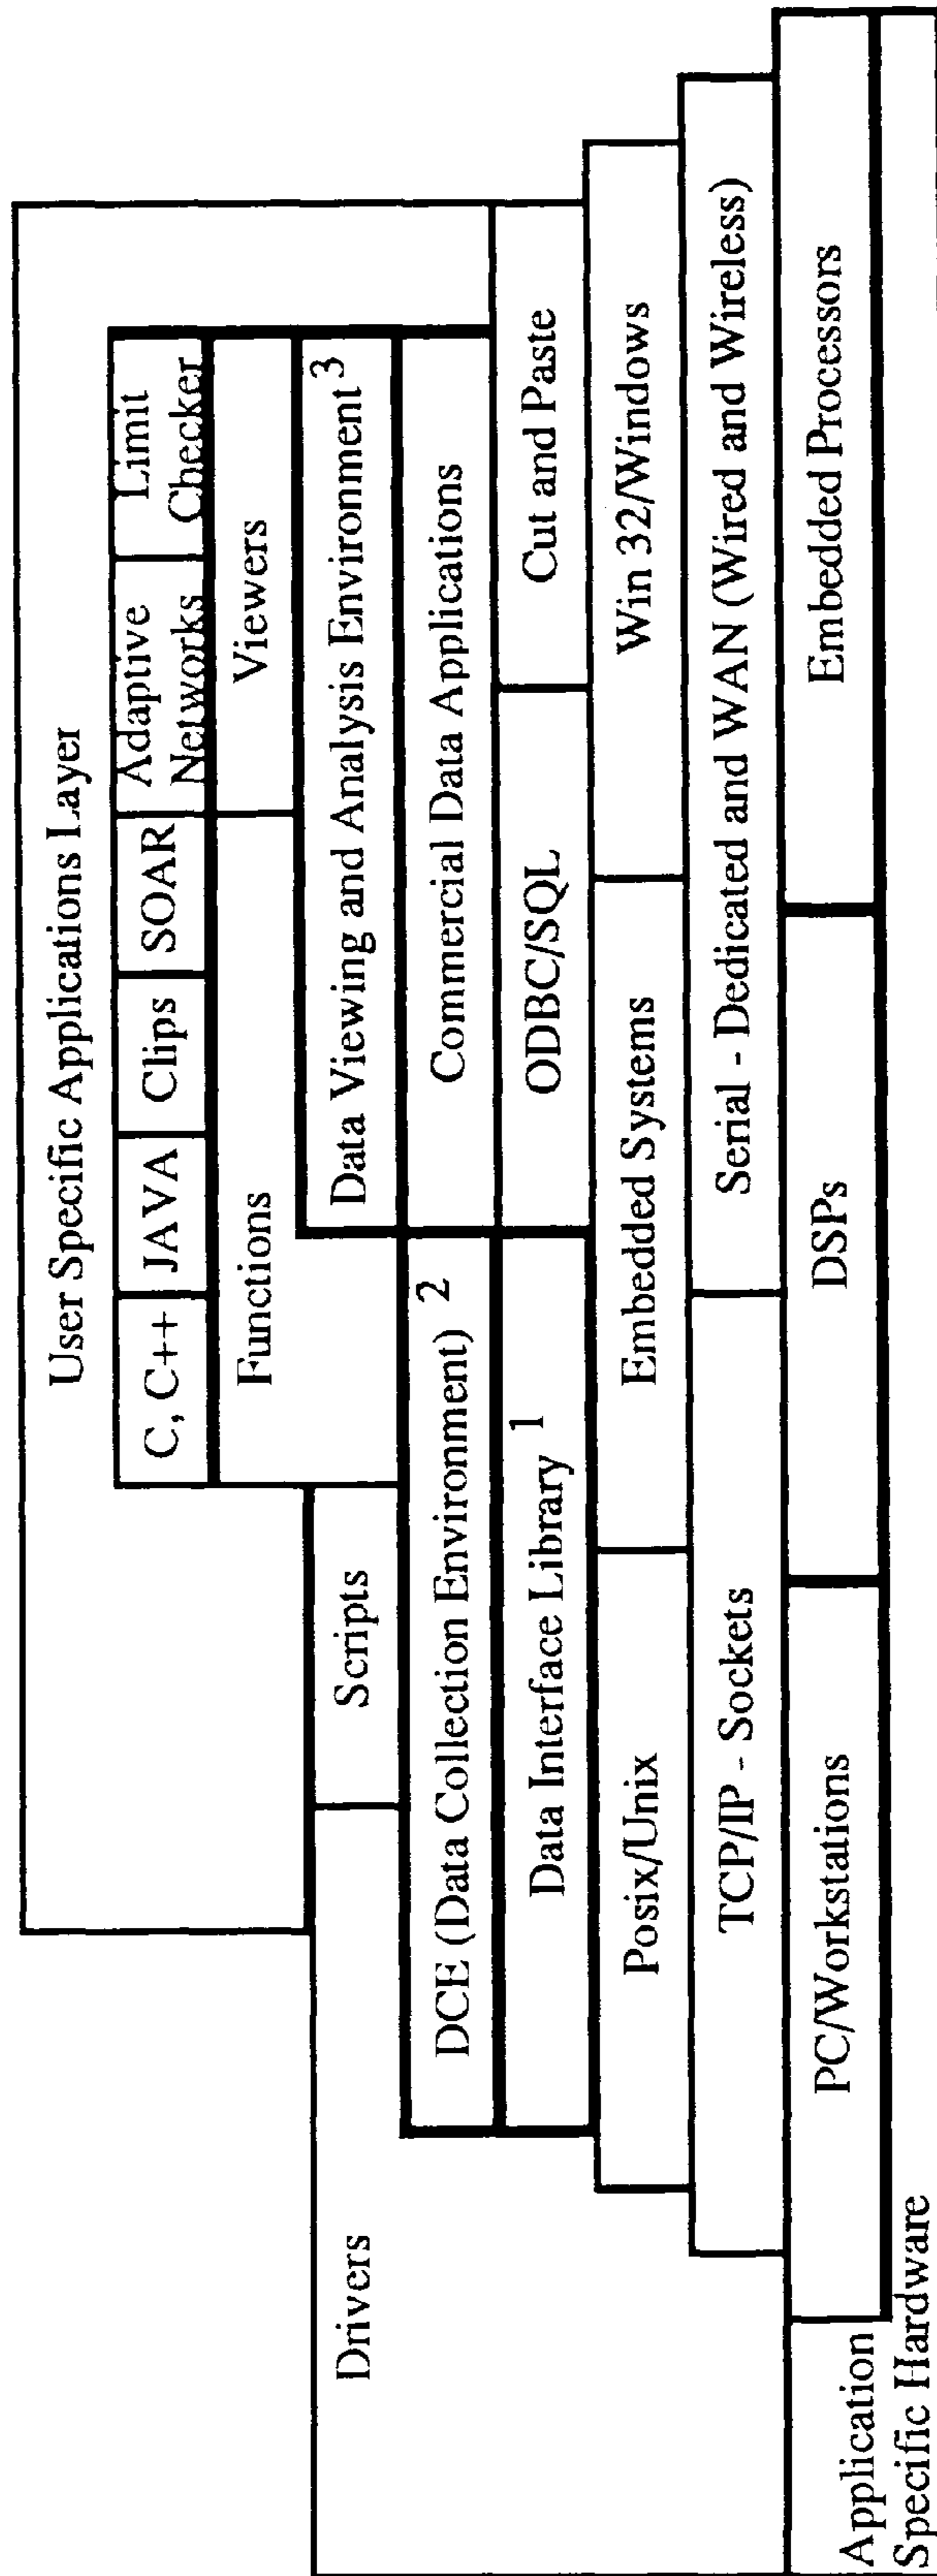 User Specific Applications Layer
C, C++
JAVA
Clips
SOAR
Adaptive
Networks
Limit
Checker
Functions
Viewers
Drivers
Scripts
Data Viewing and Analysis Environment 3
DCE (Data Collection Environment) 2
Commercial Data Applications
Data Interface Library 1
ODBC/SQL
Cut and Paste
Posix/Unix
Embedded Systems
Win 32/Windows
TCP/IP - Sockets
Serial - Dedicated and WAN (Wired and Wireless)
PC/Workstations
DSPs
Embedded Processors
Application
Specific Hardware